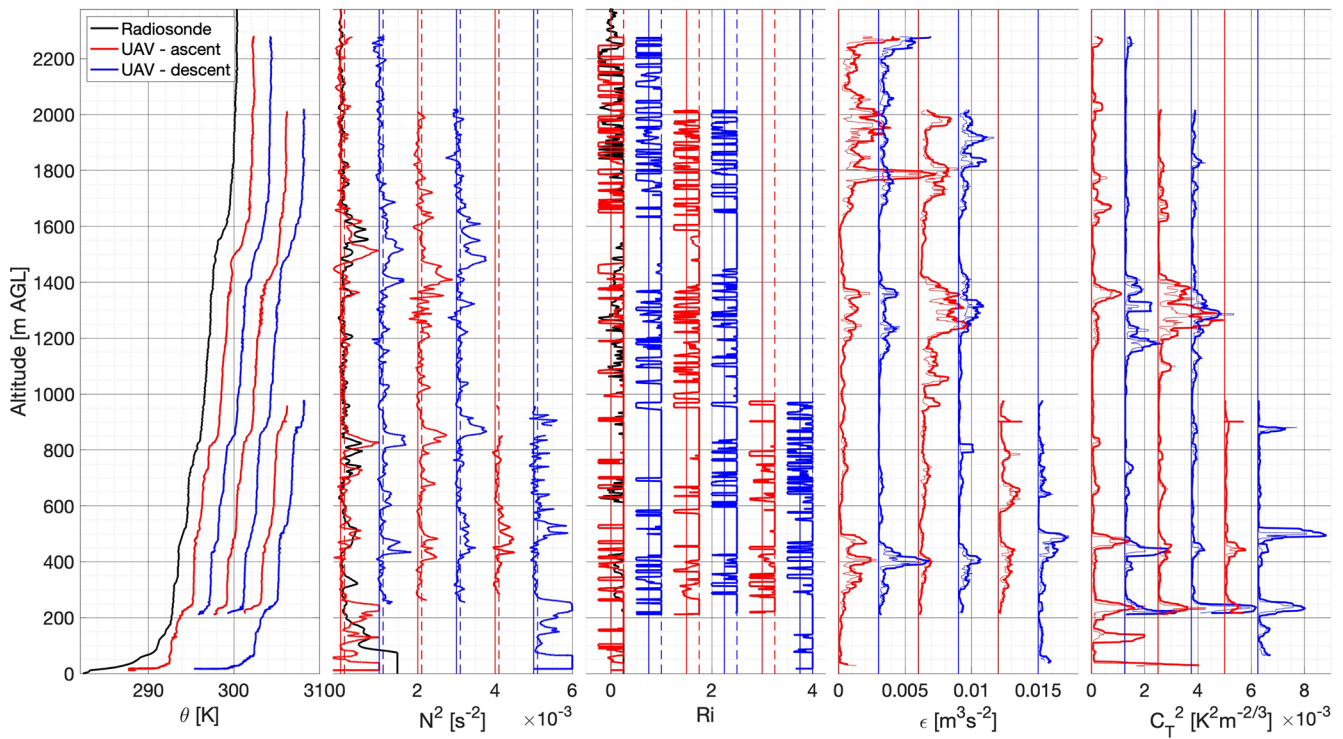 Radiosonde
UAV - ascent
UAV - descent
Altitude [m AGL]
2200
2000
1800
1600
1400
1200
1000
800
600
400
200
0
290 300 310
θ [K]
0 2 4 6
N² [s⁻²] ×10⁻³
0 2 4
Ri
0 0.005 0.01 0.015
ϵ [m³s⁻²]
0 2 4 6 8
C_T² [K²m⁻²/³] ×10⁻³